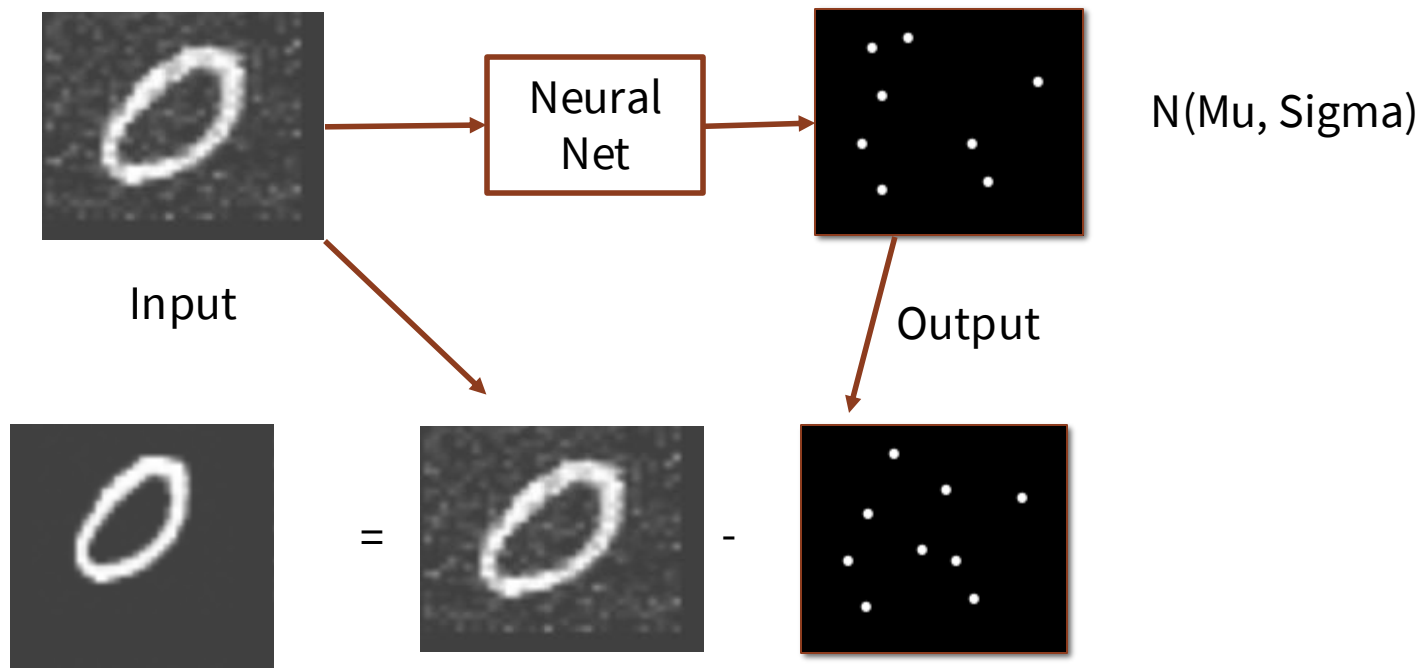 Neural
Net
N(Mu, Sigma)
Input
Output
=
-